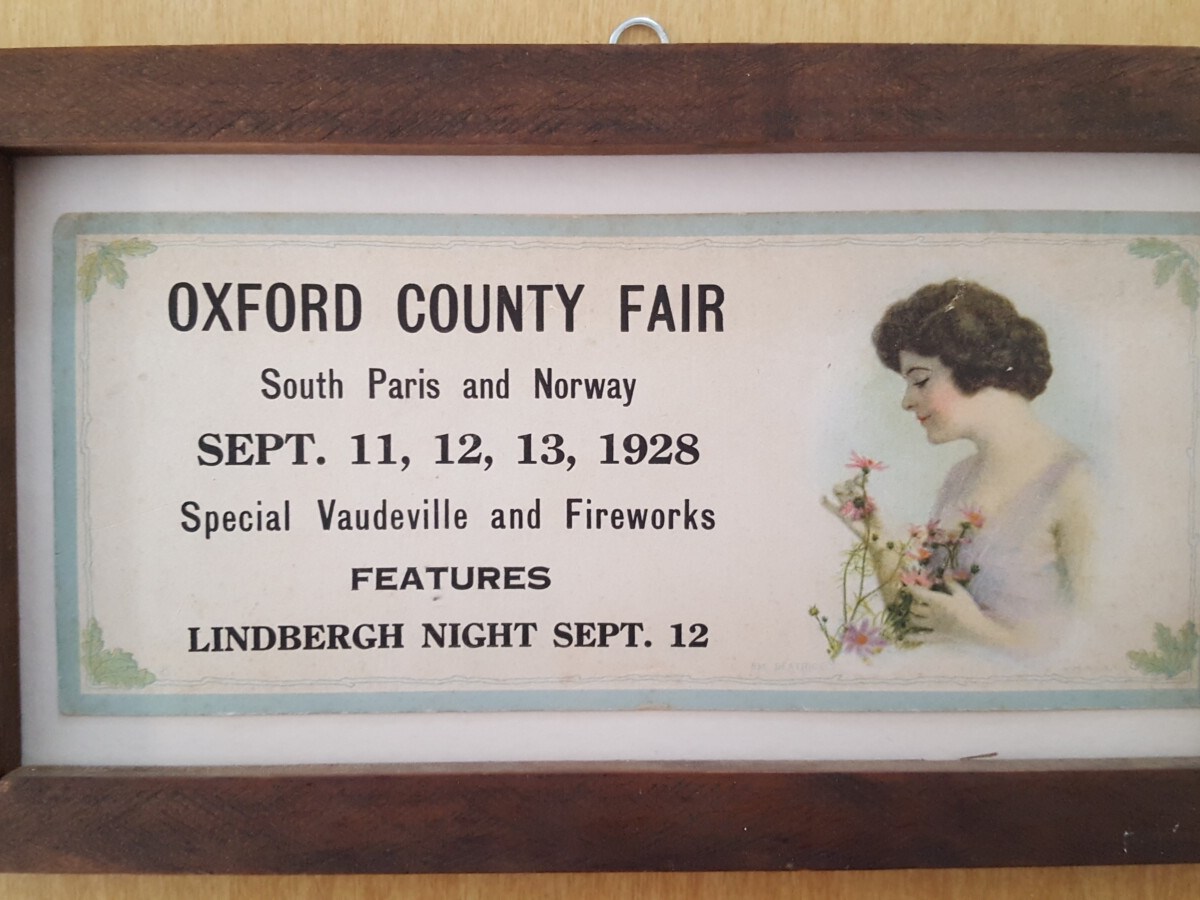 OXFORD COUNTY FAIR
South Paris and Norway
SEPT. 11, 12, 13, 1928
Special Vaudeville and Fireworks
FEATURES
LINDBERGH NIGHT SEPT. 12